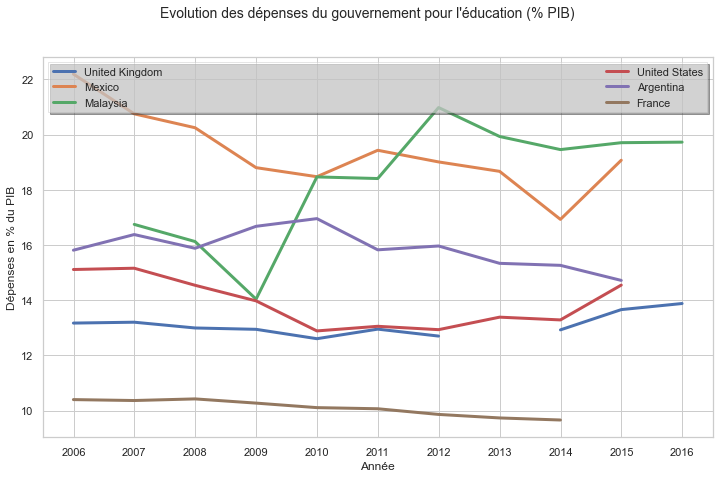 Evolution des dépenses du gouvernement pour l'éducation (% PIB)
United Kingdom
Mexico
Malaysia
United States
Argentina
France
Dépenses en % du PIB
22
20
18
16
14
12
10
2006 2007 2008 2009 2010 2011 2012 2013 2014 2015 2016
Année